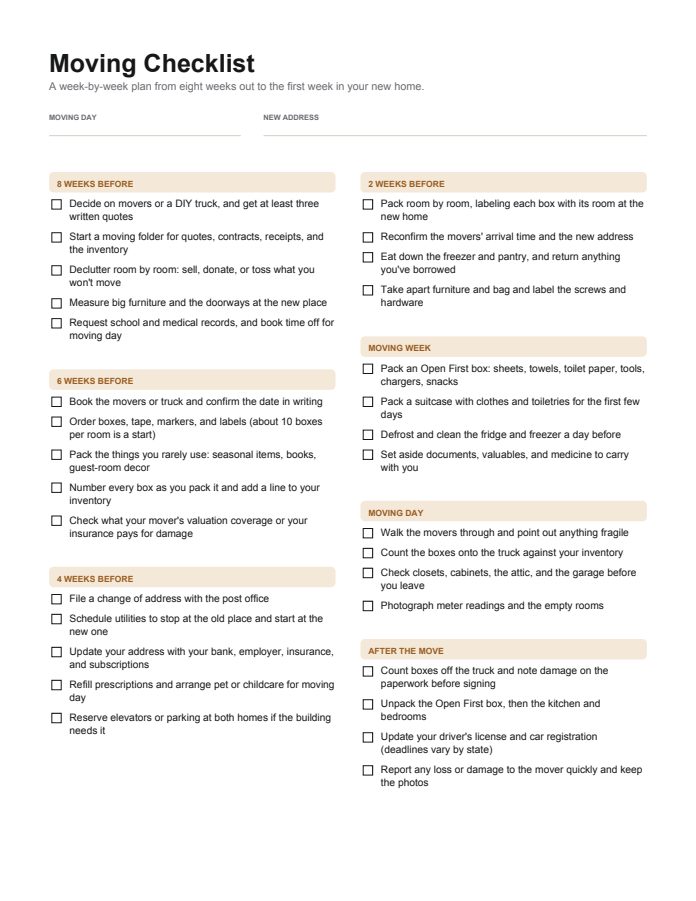 Moving Checklist
A week-by-week plan from eight weeks out to the first week in your new home.
MOVING DAY
NEW ADDRESS
8 WEEKS BEFORE
Decide on movers or a DIY truck, and get at least three
written quotes
Start a moving folder for quotes, contracts, receipts, and
the inventory
Declutter room by room: sell, donate, or toss what you
won't move
Measure big furniture and the doorways at the new place
Request school and medical records, and book time off for
moving day
6 WEEKS BEFORE
Book the movers or truck and confirm the date in writing
Order boxes, tape, markers, and labels (about 10 boxes
per room is a start)
Pack the things you rarely use: seasonal items, books,
guest-room decor
Number every box as you pack it and add a line to your
inventory
Check what your mover's valuation coverage or your
insurance pays for damage
4 WEEKS BEFORE
File a change of address with the post office
Schedule utilities to stop at the old place and start at the
new one
Update your address with your bank, employer, insurance,
and subscriptions
Refill prescriptions and arrange pet or childcare for moving
day
Reserve elevators or parking at both homes if the building
needs it
2 WEEKS BEFORE
Pack room by room, labeling each box with its room at the
new home
Reconfirm the movers' arrival time and the new address
Eat down the freezer and pantry, and return anything
you've borrowed
Take apart furniture and bag and label the screws and
hardware
MOVING WEEK
Pack an Open First box: sheets, towels, toilet paper, tools,
chargers, snacks
Pack a suitcase with clothes and toiletries for the first few
days
Defrost and clean the fridge and freezer a day before
Set aside documents, valuables, and medicine to carry
with you
MOVING DAY
Walk the movers through and point out anything fragile
Count the boxes onto the truck against your inventory
Check closets, cabinets, the attic, and the garage before
you leave
Photograph meter readings and the empty rooms
AFTER THE MOVE
Count boxes off the truck and note damage on the
paperwork before signing
Unpack the Open First box, then the kitchen and
bedrooms
Update your driver's license and car registration
(deadlines vary by state)
Report any loss or damage to the mover quickly and keep
the photos